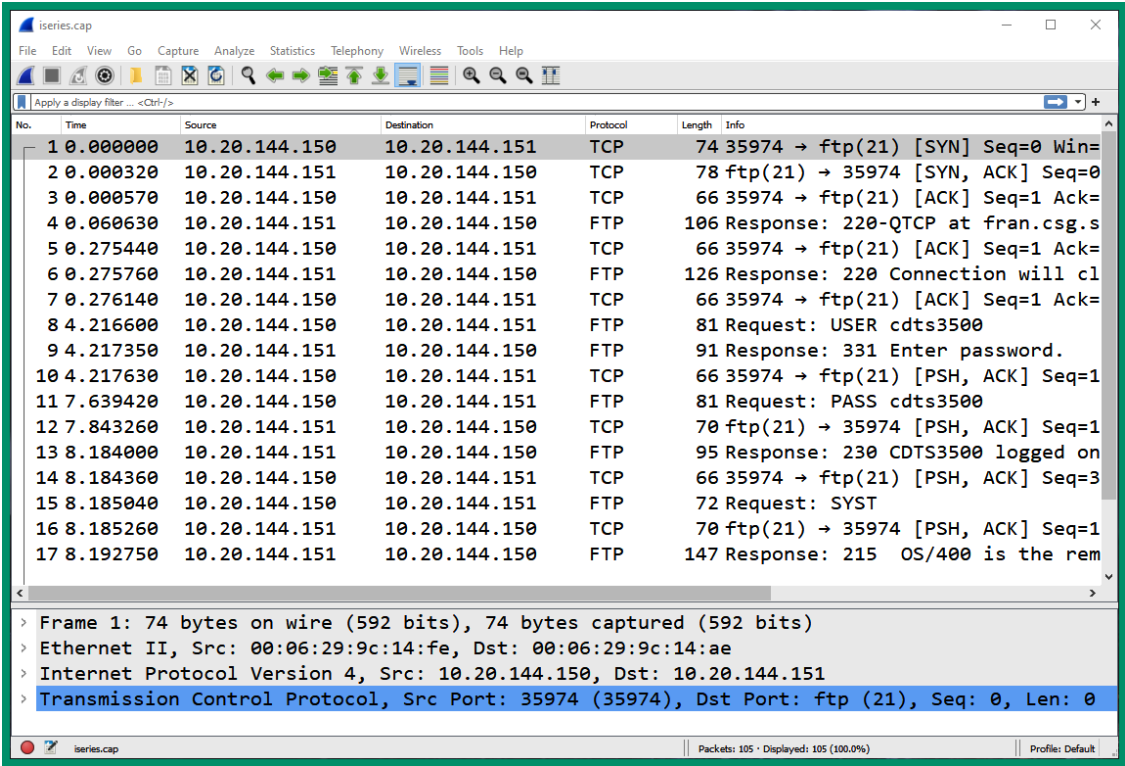 iseries.cap
File Edit View Go Capture Analyze Statistics Telephony Wireless Tools Help
Apply a display filter ... <Ctrl-/>
No. Time Source Destination Protocol Length Info
1 0.000000 10.20.144.150 10.20.144.151 TCP 74 35974 → ftp(21) [SYN] Seq=0 Win=
2 0.000320 10.20.144.151 10.20.144.150 TCP 78 ftp(21) → 35974 [SYN, ACK] Seq=0
3 0.000570 10.20.144.150 10.20.144.151 TCP 66 35974 → ftp(21) [ACK] Seq=1 Ack=
4 0.060630 10.20.144.151 10.20.144.150 FTP 106 Response: 220-QTCP at fran.csg.s
5 0.275440 10.20.144.150 10.20.144.151 TCP 66 35974 → ftp(21) [ACK] Seq=1 Ack=
6 0.275760 10.20.144.151 10.20.144.150 FTP 126 Response: 220 Connection will cl
7 0.276140 10.20.144.150 10.20.144.151 TCP 66 35974 → ftp(21) [ACK] Seq=1 Ack=
8 4.216600 10.20.144.150 10.20.144.151 FTP 81 Request: USER cdts3500
9 4.217350 10.20.144.151 10.20.144.150 FTP 91 Response: 331 Enter password.
10 4.217630 10.20.144.150 10.20.144.151 TCP 66 35974 → ftp(21) [PSH, ACK] Seq=1
11 7.639420 10.20.144.150 10.20.144.151 FTP 81 Request: PASS cdts3500
12 7.843260 10.20.144.151 10.20.144.150 TCP 70 ftp(21) → 35974 [PSH, ACK] Seq=1
13 8.184000 10.20.144.151 10.20.144.150 FTP 95 Response: 230 CDTS3500 logged on
14 8.184360 10.20.144.150 10.20.144.151 TCP 66 35974 → ftp(21) [PSH, ACK] Seq=3
15 8.185040 10.20.144.150 10.20.144.151 FTP 72 Request: SYST
16 8.185260 10.20.144.151 10.20.144.150 TCP 70 ftp(21) → 35974 [PSH, ACK] Seq=1
17 8.192750 10.20.144.151 10.20.144.150 FTP 147 Response: 215  OS/400 is the rem
Frame 1: 74 bytes on wire (592 bits), 74 bytes captured (592 bits)
Ethernet II, Src: 00:06:29:9c:14:fe, Dst: 00:06:29:9c:14:ae
Internet Protocol Version 4, Src: 10.20.144.150, Dst: 10.20.144.151
Transmission Control Protocol, Src Port: 35974 (35974), Dst Port: ftp (21), Seq: 0, Len: 0
iseries.cap Packets: 105 · Displayed: 105 (100.0%) Profile: Default